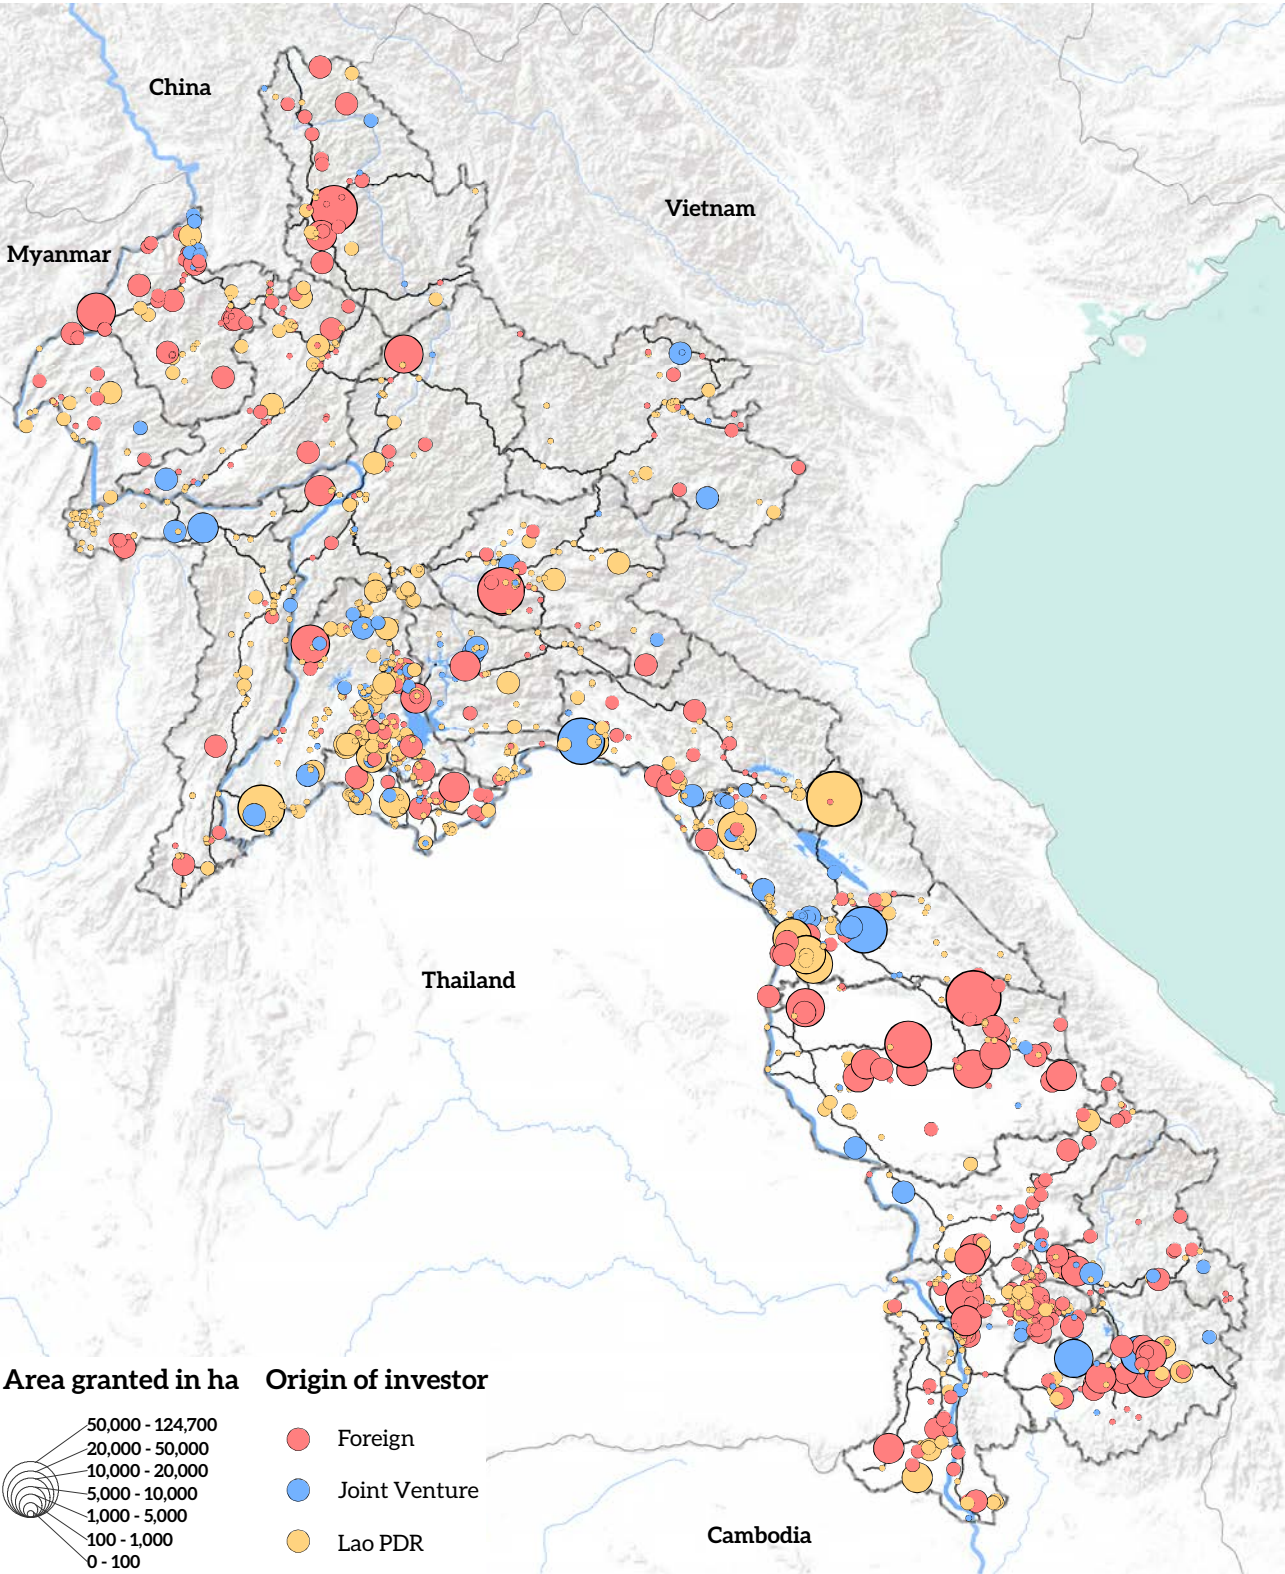 China
Vietnam
Myanmar
Thailand
Area granted in ha
Origin of investor
50,000 - 124,700
20,000 - 50,000
10,000 - 20,000
5,000 - 10,000
1,000 - 5,000
100 - 1,000
0 - 100
Foreign
Joint Venture
Lao PDR
Cambodia